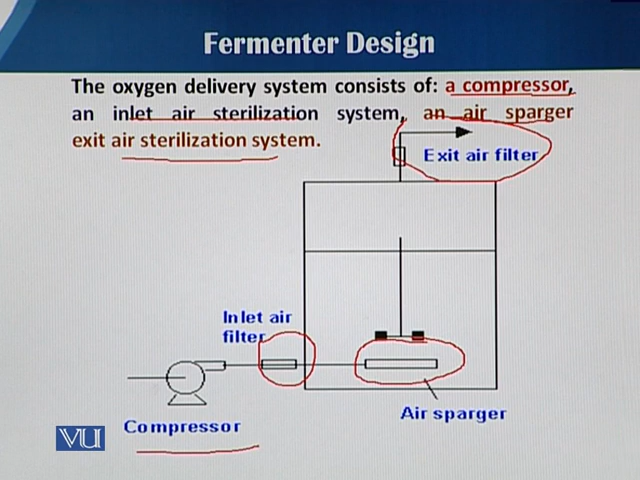 Fermenter Design
The oxygen delivery system consists of: a compressor,
an inlet air sterilization system, an air sparger
exit air sterilization system.
Exit air filter
Inlet air
filter
Air sparger
Compressor
VU